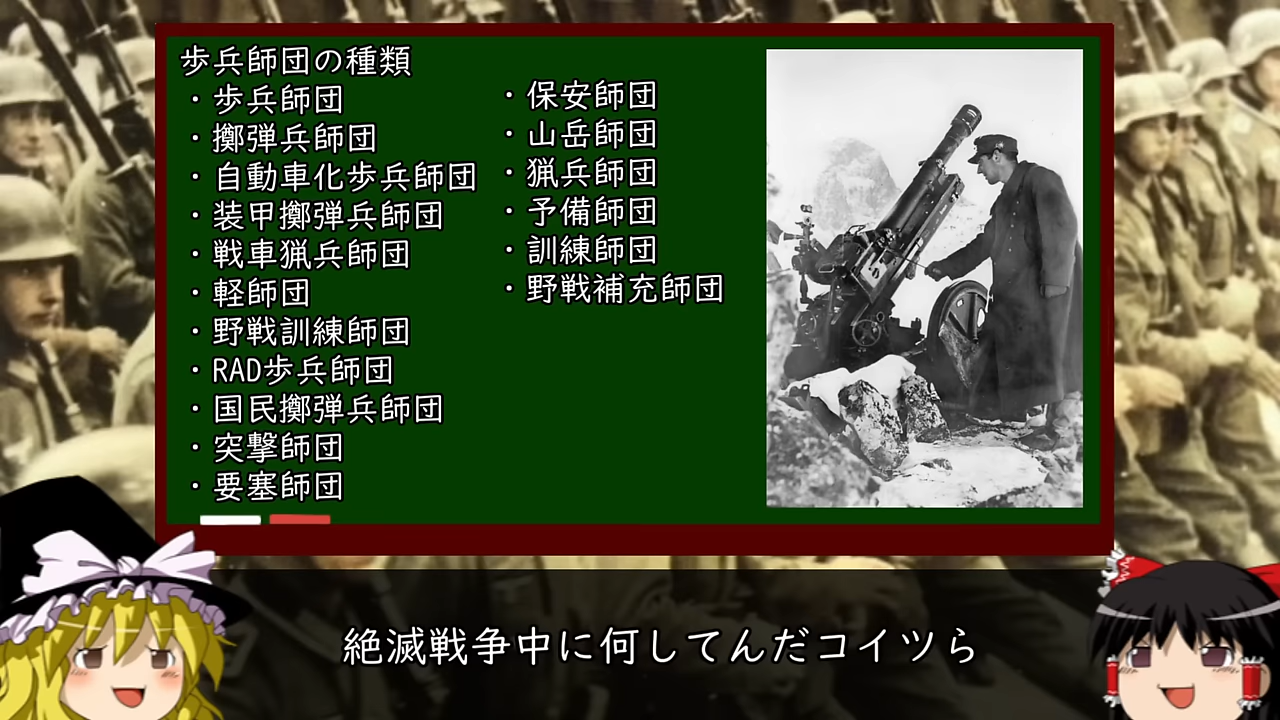 歩兵師団の種類
・歩兵師団
・擲弾兵師団
・自動車化歩兵師団
・装甲擲弾兵師団
・戦車猟兵師団
・軽師団
・野戦訓練師団
・RAD歩兵師団
・国民擲弾兵師団
・突撃師団
・要塞師団
・保安師団
・山岳師団
・猟兵師団
・予備師団
・訓練師団
・野戦補充師団
絶滅戦争中に何してんだコイツら